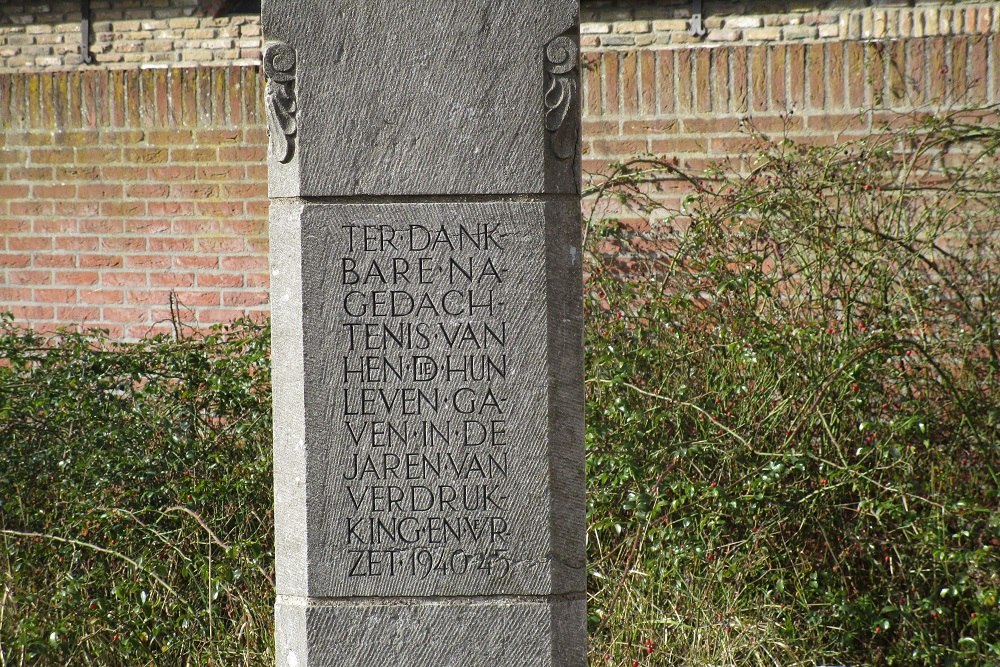 TER·DANK-
BARE·NA-
GEDACH-
TENIS·VAN
HEN·DIE·HUN
LEVEN·GA-
VEN·IN·DE
JAREN·VAN
VERDRUK-
KING·EN·VER-
ZET·1940-45